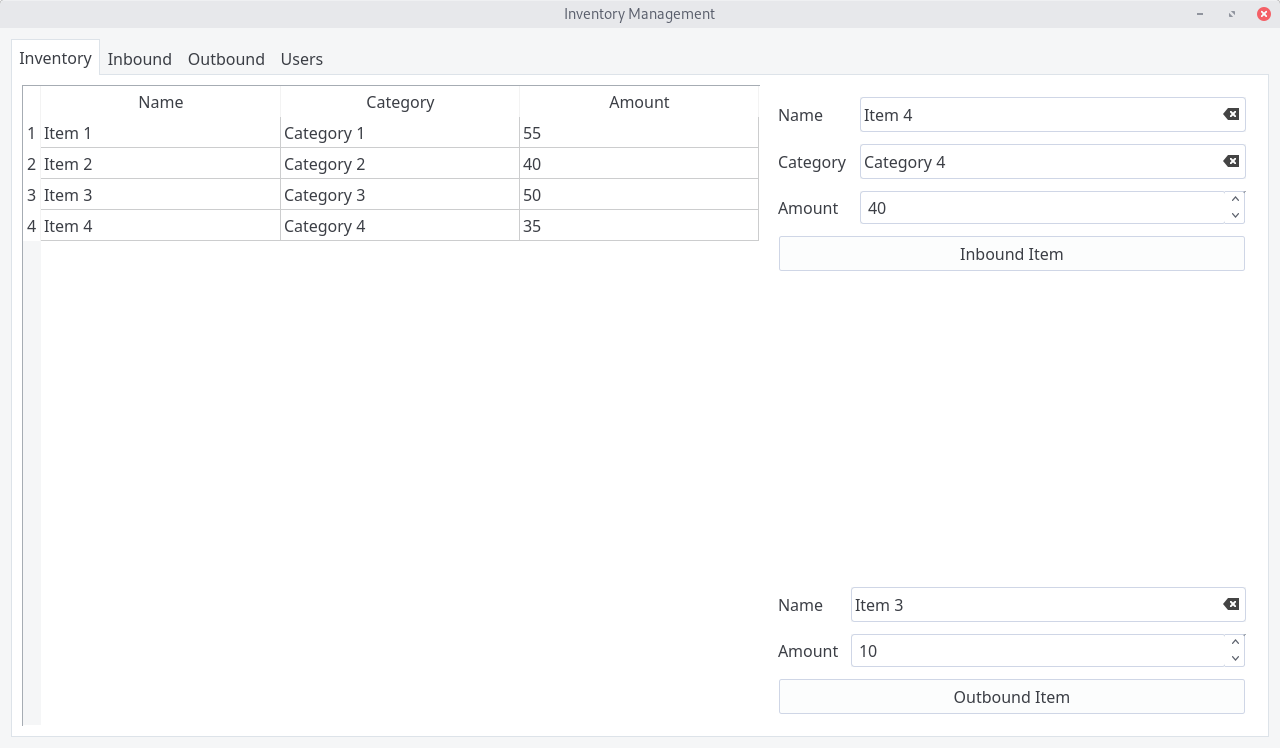 Inventory Management
Inventory Inbound Outbound Users
Name Category Amount
1 Item 1 Category 1 55
2 Item 2 Category 2 40
3 Item 3 Category 3 50
4 Item 4 Category 4 35
Name Item 4
Category Category 4
Amount 40
Inbound Item
Name Item 3
Amount 10
Outbound Item